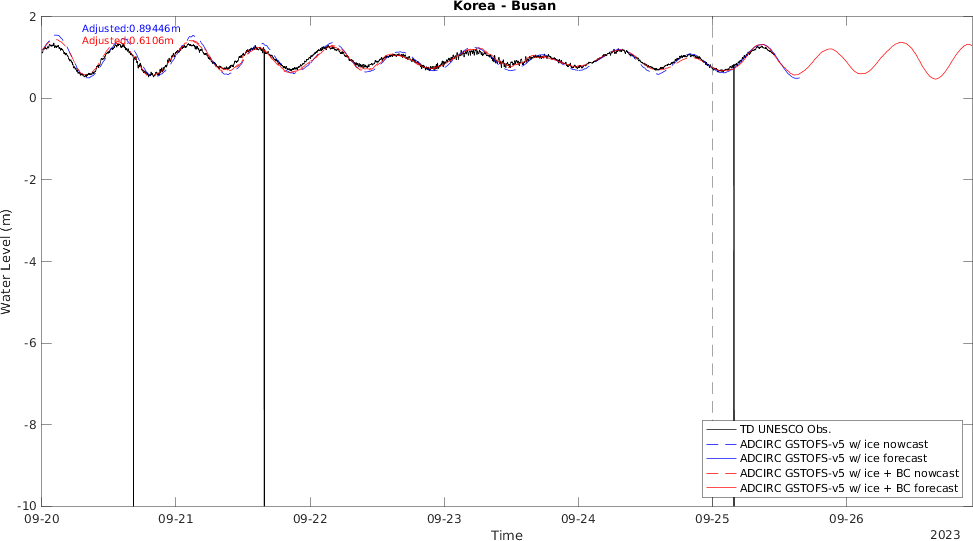 Korea - Busan
Adjusted:0.89446m
Adjusted:0.6106m
2
0
-2
-4
-6
-8
-10
Water Level (m)
TD UNESCO Obs.
ADCIRC GSTOFS-v5 w/ ice nowcast
ADCIRC GSTOFS-v5 w/ ice forecast
ADCIRC GSTOFS-v5 w/ ice + BC nowcast
ADCIRC GSTOFS-v5 w/ ice + BC forecast
09-20 09-21 09-22 09-23 09-24 09-25 09-26
Time
2023